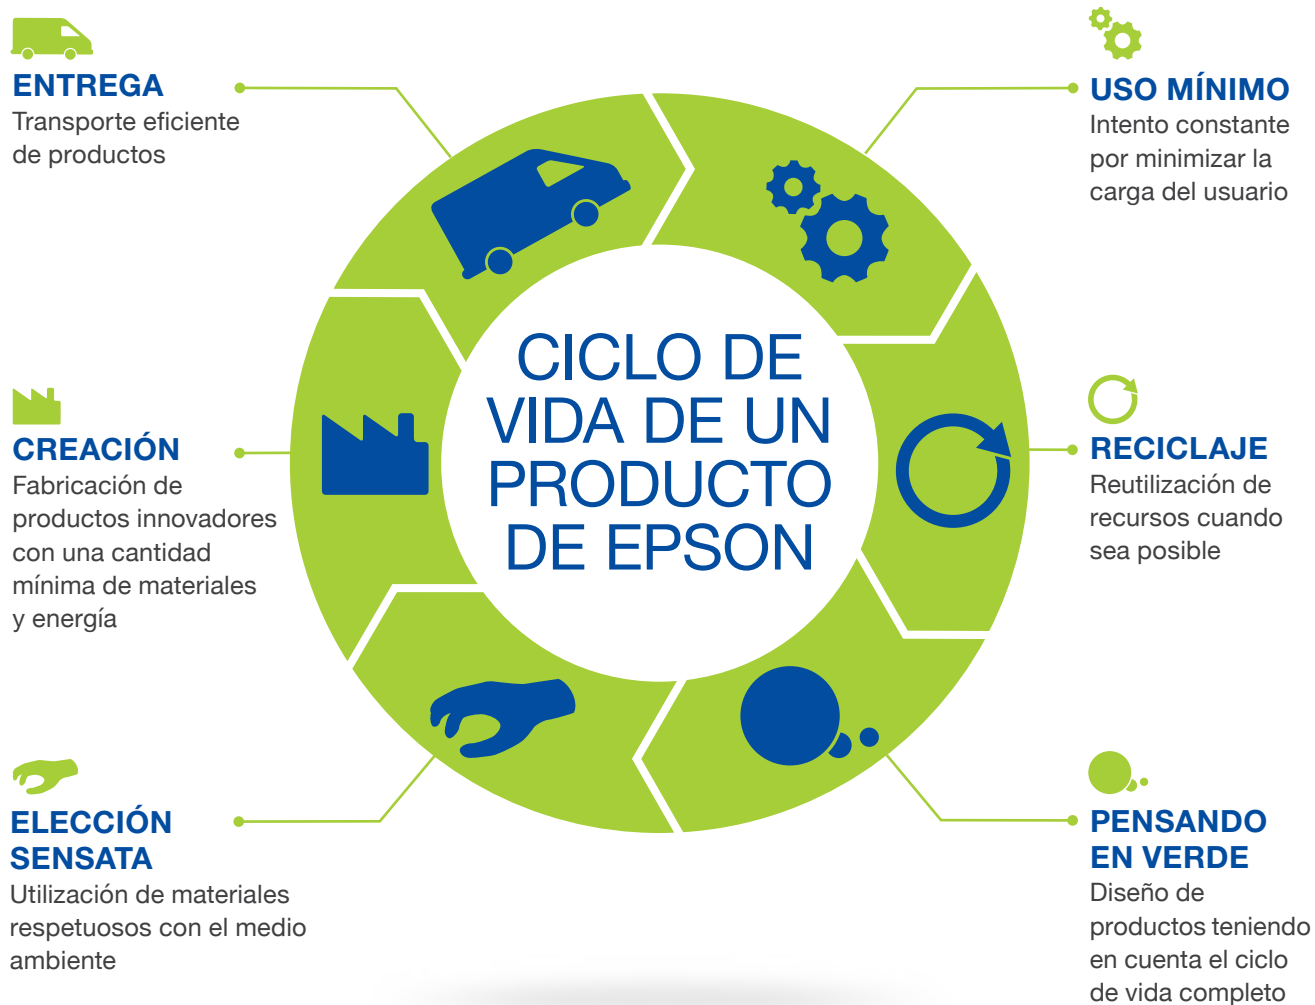 ENTREGA
Transporte eficiente
de productos
USO MÍNIMO
Intento constante
por minimizar la
carga del usuario
CICLO DE
VIDA DE UN
PRODUCTO
DE EPSON
CREACIÓN
Fabricación de
productos innovadores
con una cantidad
mínima de materiales
y energía
RECICLAJE
Reutilización de
recursos cuando
sea posible
ELECCIÓN
SENSATA
Utilización de materiales
respetuosos con el medio
ambiente
PENSANDO
EN VERDE
Diseño de
productos teniendo
en cuenta el ciclo
de vida completo